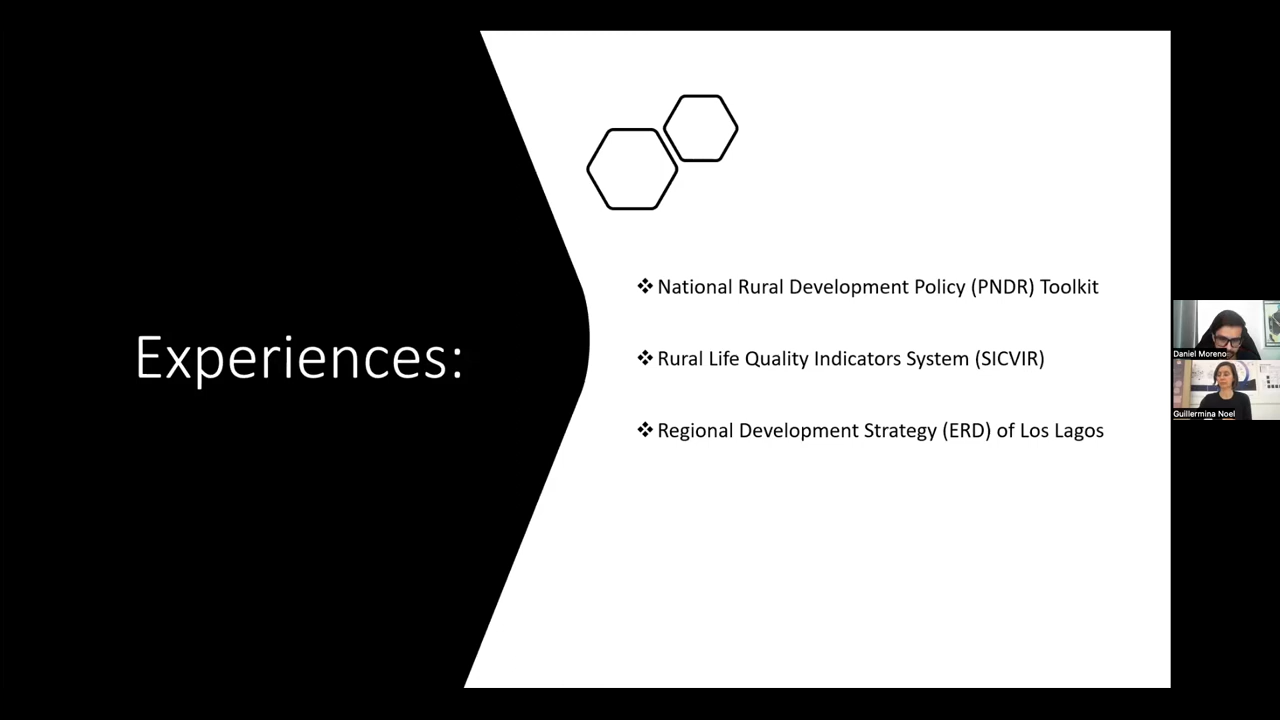 Experiences:
❖ National Rural Development Policy (PNDR) Toolkit
❖ Rural Life Quality Indicators System (SICVIR)
❖ Regional Development Strategy (ERD) of Los Lagos
Daniel Moreno
Guillermina Noel